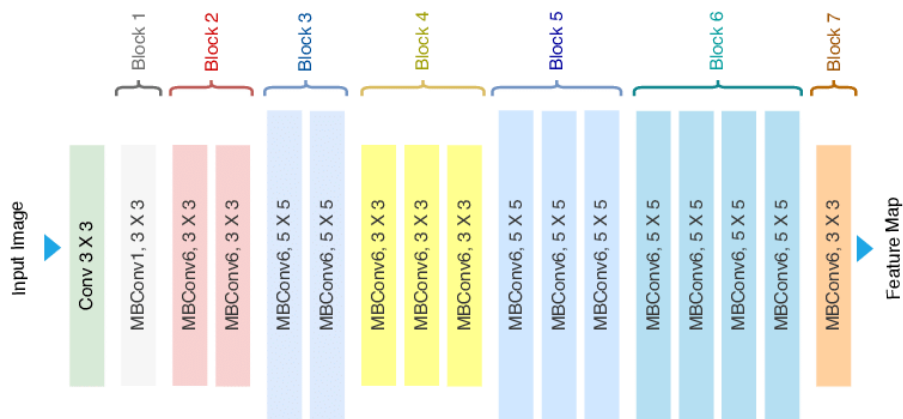 Block 1
Block 2
Block 3
Block 4
Block 5
Block 6
Block 7
Input Image
Conv 3 X 3
MBConv1, 3 X 3
MBConv6, 3 X 3
MBConv6, 3 X 3
MBConv6, 5 X 5
MBConv6, 5 X 5
MBConv6, 3 X 3
MBConv6, 3 X 3
MBConv6, 3 X 3
MBConv6, 5 X 5
MBConv6, 5 X 5
MBConv6, 5 X 5
MBConv6, 5 X 5
MBConv6, 5 X 5
MBConv6, 5 X 5
MBConv6, 5 X 5
MBConv6, 3 X 3
Feature Map